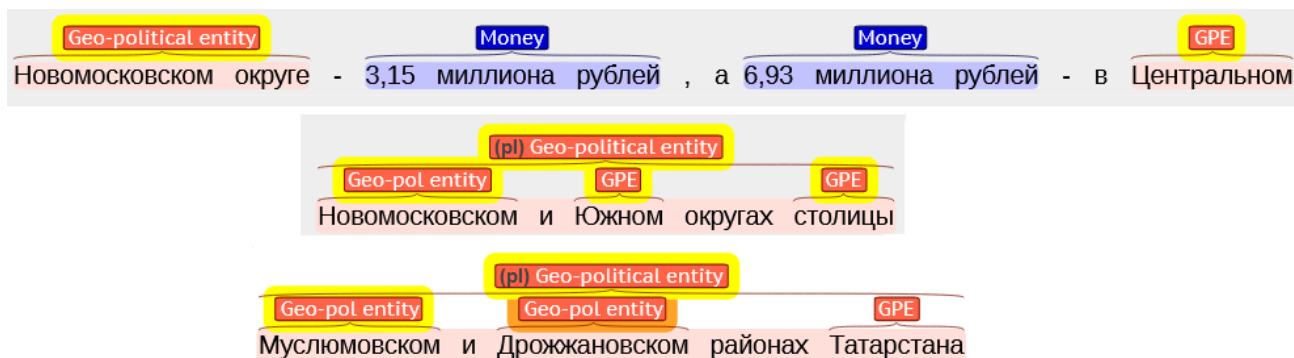 Geo-political entity Money Money GPE
Новомосковском округе - 3,15 миллиона рублей , а 6,93 миллиона рублей - в Центральном
(pl) Geo-political entity
Geo-pol entity GPE GPE
Новомосковском и Южном округах столицы
(pl) Geo-political entity
Geo-pol entity Geo-pol entity GPE
Муслюмовском и Дрожжановском районах Татарстана